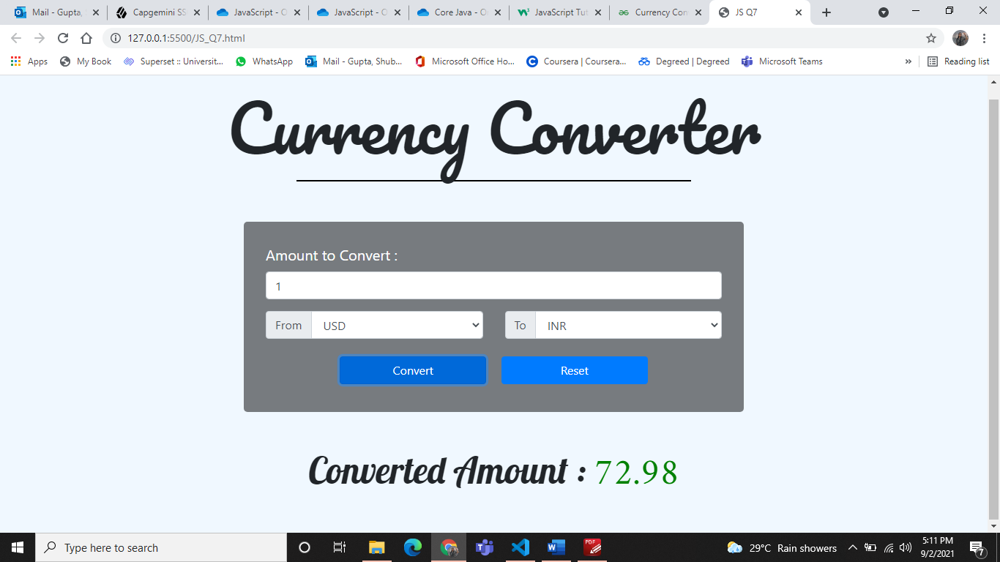 Mail - Gupta, Capgemini SS JavaScript - O JavaScript - O Core Java - O JavaScript Tut Currency Con JS Q7
127.0.0.1:5500/JS_Q7.html
Apps My Book Superset :: Universit... WhatsApp Mail - Gupta, Shub... Microsoft Office Ho... Coursera | Coursera... Degreed | Degreed Microsoft Teams » Reading list
Currency Converter
Amount to Convert :
1
From USD To INR
Convert Reset
Converted Amount : 72.98
Type here to search 29°C Rain showers 5:11 PM
9/2/2021 7